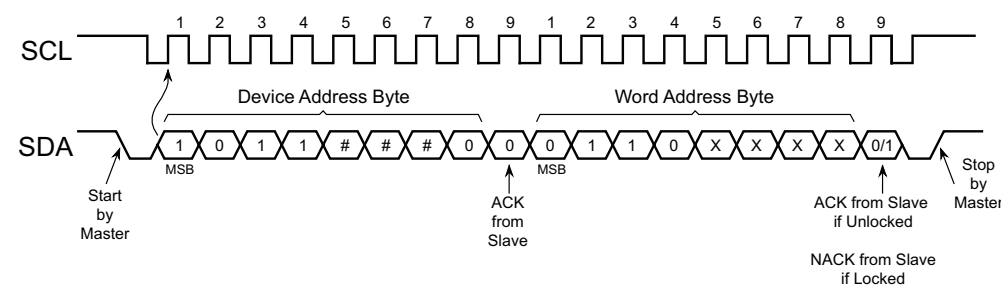 1 2 3 4 5 6 7 8 9 1 2 3 4 5 6 7 8 9
SCL
Device Address Byte Word Address Byte
SDA 1 0 1 1 # # # 0 0 0 1 1 0 X X X X 0/1
MSB MSB
Start
by
Master
ACK
from
Slave
ACK from Slave
if Unlocked
NACK from Slave
if Locked
Stop
by
Master